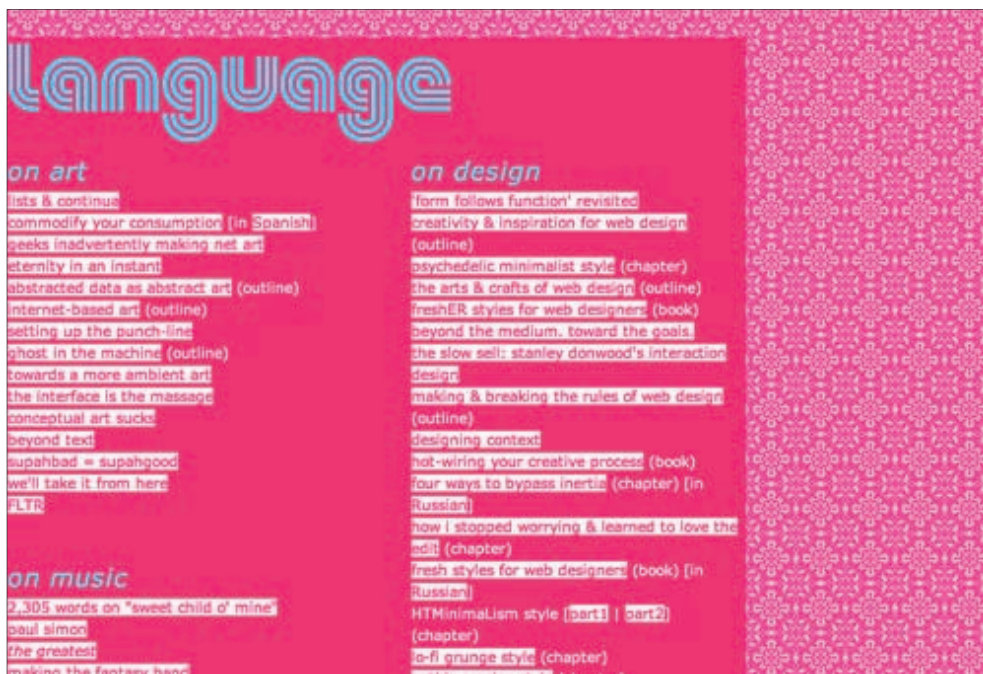 language
on art
lists & continua
commodify your consumption [in Spanish]
geeks inadvertently making net art
eternity in an instant
abstracted data as abstract art (outline)
internet-based art (outline)
setting up the punch-line
ghost in the machine (outline)
towards a more ambient art
the interface is the massage
conceptual art sucks
beyond text
supahbad = supahgood
we'll take it from here
FLTR
on music
2,305 words on "sweet child o' mine"
paul simon
the greatest
making the fantasy band
on design
'form follows function' revisited
creativity & inspiration for web design
(outline)
psychedelic minimalist style (chapter)
the arts & crafts of web design (outline)
freshER styles for web designers (book)
beyond the medium. toward the goals.
the slow sell: stanley donwood's interaction
design
making & breaking the rules of web design
(outline)
designing context
hot-wiring your creative process (book)
four ways to bypass inertia (chapter) [in
Russian]
how i stopped worrying & learned to love the
edit (chapter)
fresh styles for web designers (book) [in
Russian]
HTMinimaLism style [part1 | part2]
(chapter)
lo-fi grunge style (chapter)